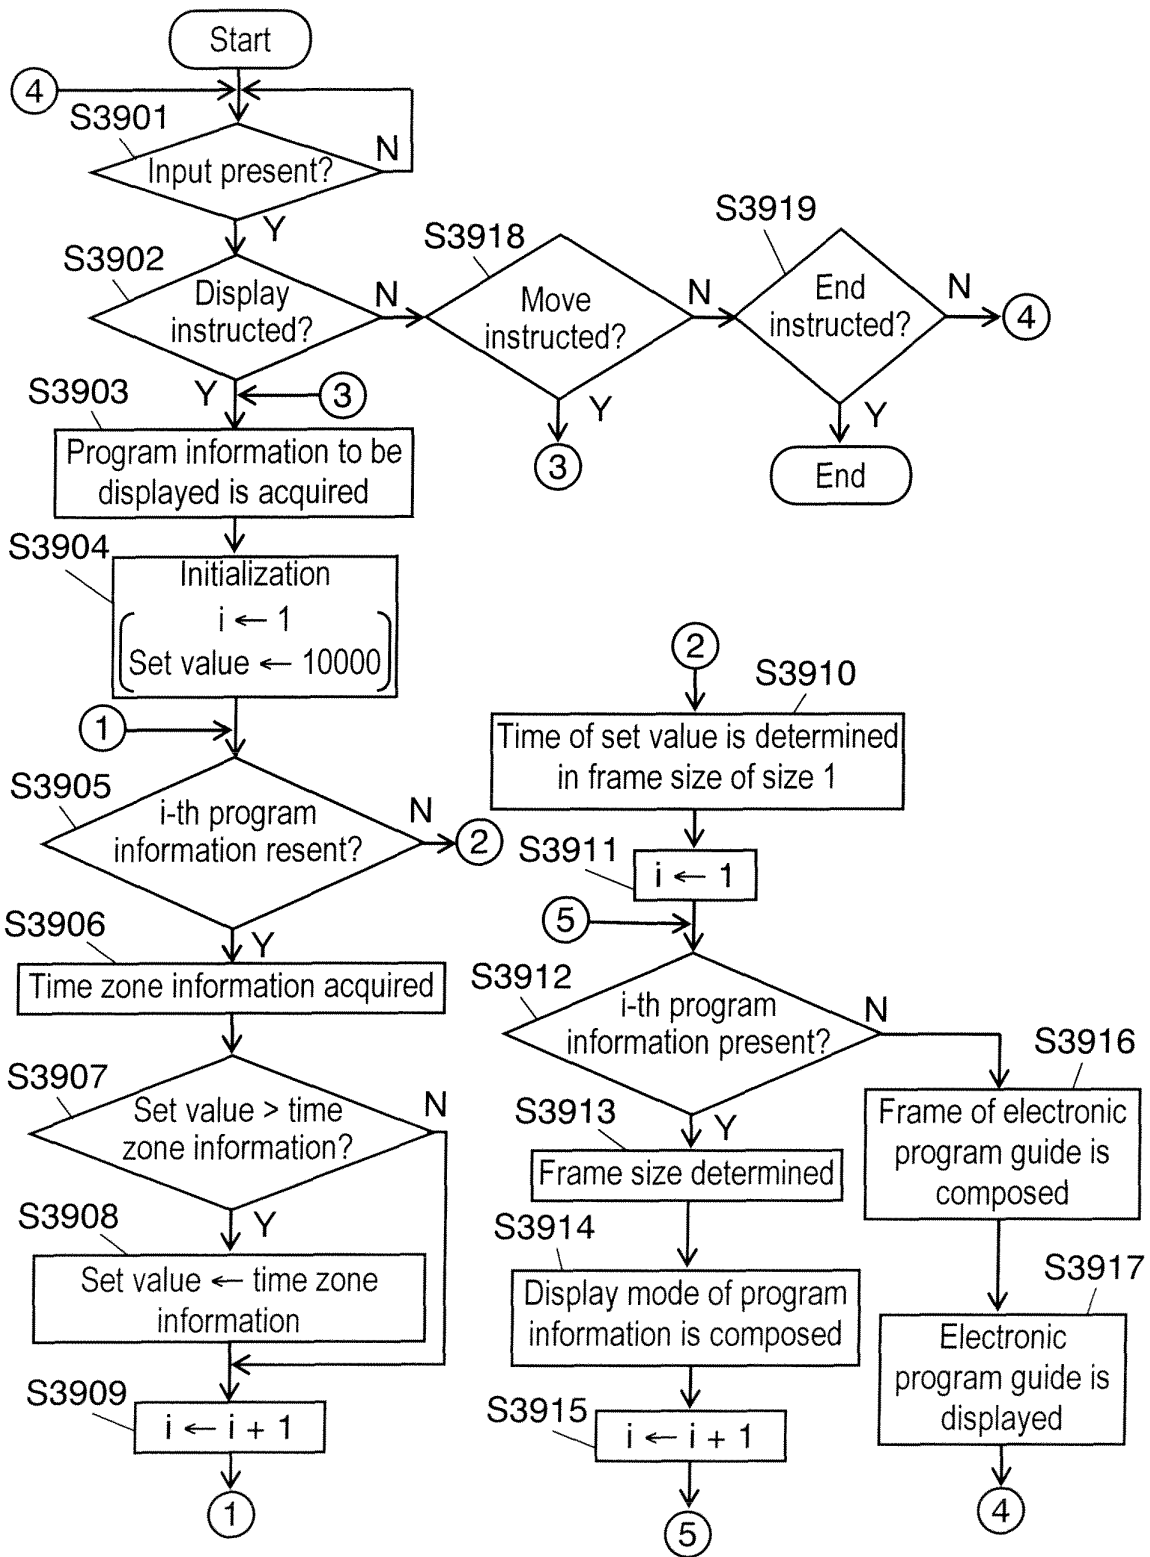 Start
4
S3901
Input present?
N
Y
S3902
Display
instructed?
N
Y
3
S3918
Move
instructed?
N
Y
3
S3919
End
instructed?
N
4
Y
End
S3903
Program information to be
displayed is acquired
S3904
Initialization
i ← 1
Set value ← 10000
1
S3905
i-th program
information resent?
N
2
Y
S3906
Time zone information acquired
S3907
Set value > time
zone information?
N
Y
S3908
Set value ← time zone
information
S3909
i ← i + 1
1
2
S3910
Time of set value is determined
in frame size of size 1
S3911
i ← 1
5
S3912
i-th program
information present?
N
Y
S3913
Frame size determined
S3914
Display mode of program
information is composed
S3915
i ← i + 1
5
S3916
Frame of electronic
program guide is
composed
S3917
Electronic
program guide is
displayed
4